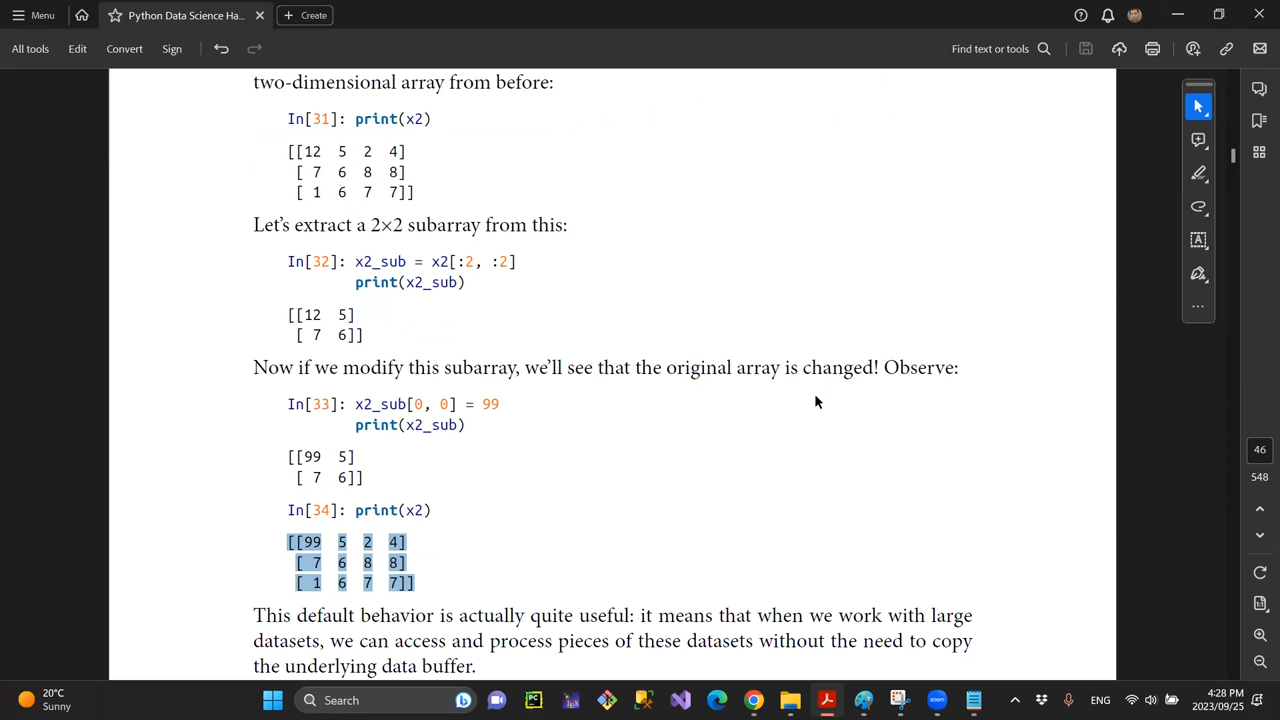 Menu
Python Data Science Ha...
Create
All tools
Edit
Convert
Sign
Find text or tools
two-dimensional array from before:
In[31]: print(x2)
[[12 5 2 4]
[ 7 6 8 8]
[ 1 6 7 7]]
Let's extract a 2×2 subarray from this:
In[32]: x2_sub = x2[:2, :2]
print(x2_sub)
[[12 5]
[ 7 6]]
Now if we modify this subarray, we'll see that the original array is changed! Observe:
In[33]: x2_sub[0, 0] = 99
print(x2_sub)
[[99 5]
[ 7 6]]
In[34]: print(x2)
[[99 5 2 4]
[ 7 6 8 8]
[ 1 6 7 7]]
This default behavior is actually quite useful: it means that when we work with large
datasets, we can access and process pieces of these datasets without the need to copy
the underlying data buffer.
46
548
20°C
Sunny
Search
ENG
4:28 PM
2023/09/25